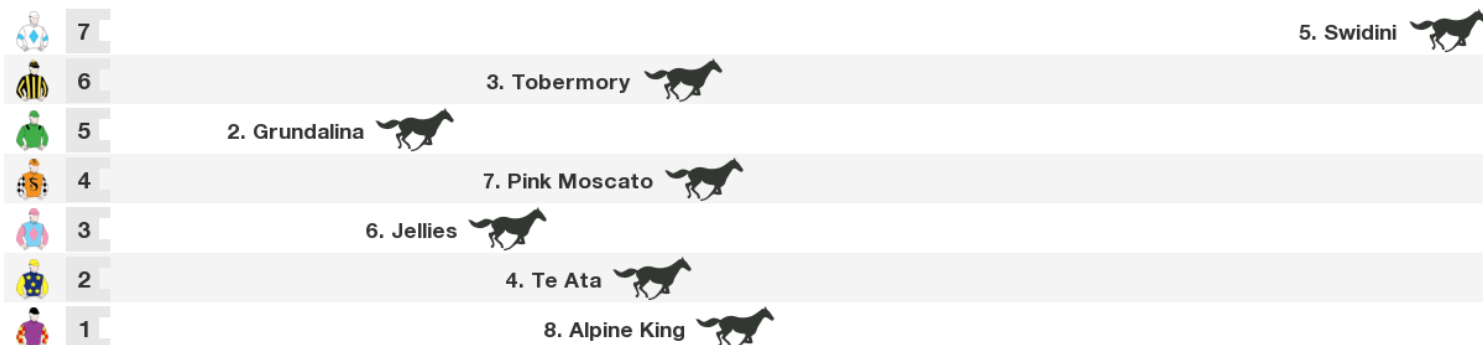 7 5. Swidini
6 3. Tobermory
5 2. Grundalina
4 7. Pink Moscato
3 6. Jellies
2 4. Te Ata
1 8. Alpine King